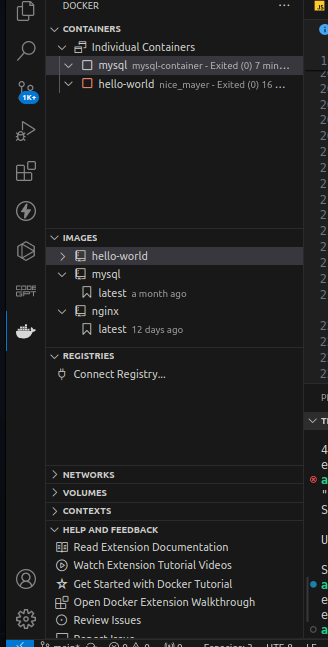 DOCKER
...
CONTAINERS
Individual Containers
mysql mysql-container - Exited (0) 7 min...
hello-world nice_mayer - Exited (0) 16 ...
1K+
IMAGES
hello-world
mysql
latest a month ago
nginx
latest 12 days ago
CODE
GPT
REGISTRIES
Connect Registry...
NETWORKS
VOLUMES
CONTEXTS
HELP AND FEEDBACK
Read Extension Documentation
Watch Extension Tutorial Videos
Get Started with Docker Tutorial
Open Docker Extension Walkthrough
Review Issues
Report Issue